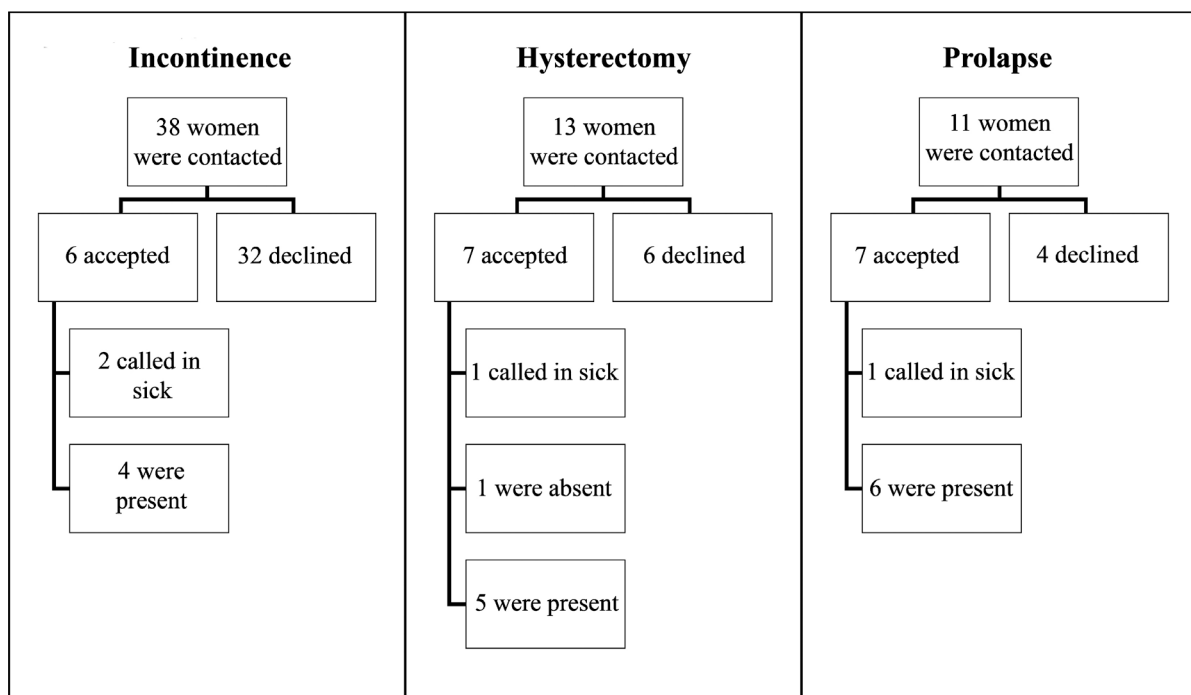 Incontinence
38 women
were contacted
6 accepted
32 declined
2 called in
sick
4 were
present
Hysterectomy
13 women
were contacted
7 accepted
6 declined
1 called in sick
1 were absent
5 were present
Prolapse
11 women
were contacted
7 accepted
4 declined
1 called in sick
6 were present